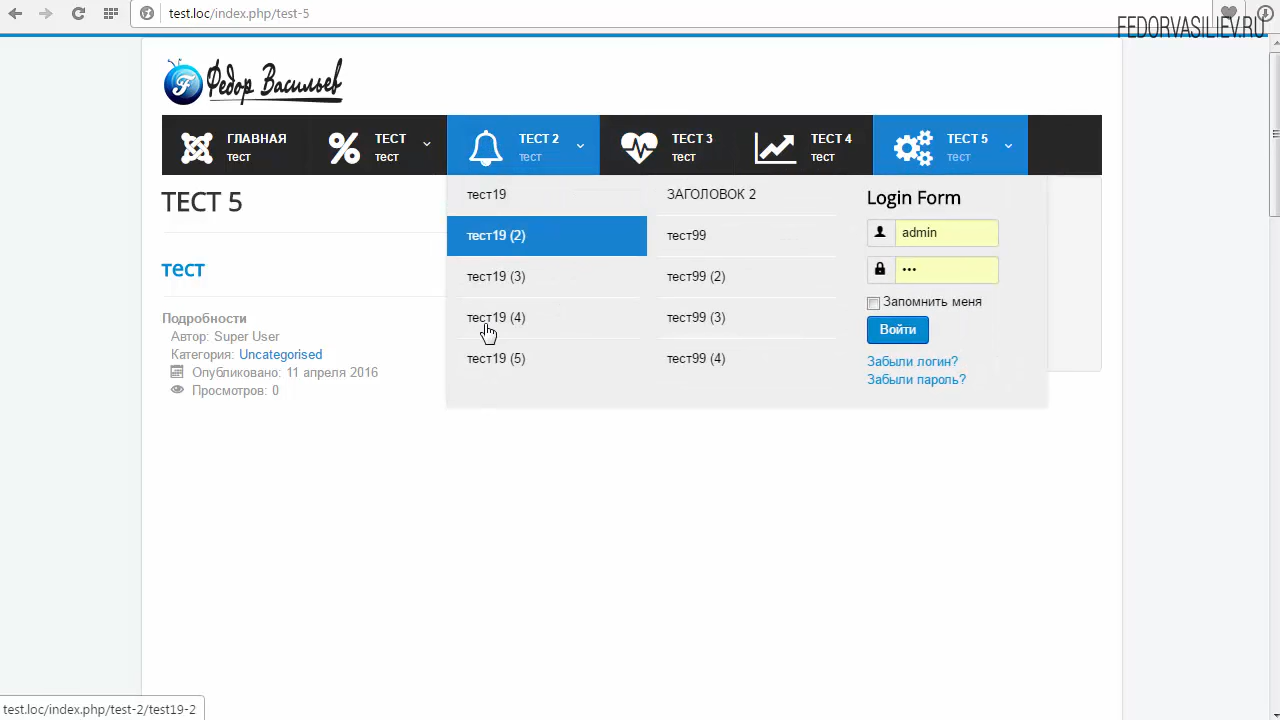 test.loc/index.php/test-5
FEDORVASILIEV.RU
Федор Васильев
ГЛАВНАЯ
тест
ТЕСТ
тест
ТЕСТ 2
тест
ТЕСТ 3
тест
ТЕСТ 4
тест
ТЕСТ 5
тест
ТЕСТ 5
тест
Подробности
Автор: Super User
Категория: Uncategorised
Опубликовано: 11 апреля 2016
Просмотров: 0
тест19
тест19 (2)
тест19 (3)
тест19 (4)
тест19 (5)
ЗАГОЛОВОК 2
тест99
тест99 (2)
тест99 (3)
тест99 (4)
Login Form
admin
•••
Запомнить меня
Войти
Забыли логин?
Забыли пароль?
test.loc/index.php/test-2/test19-2